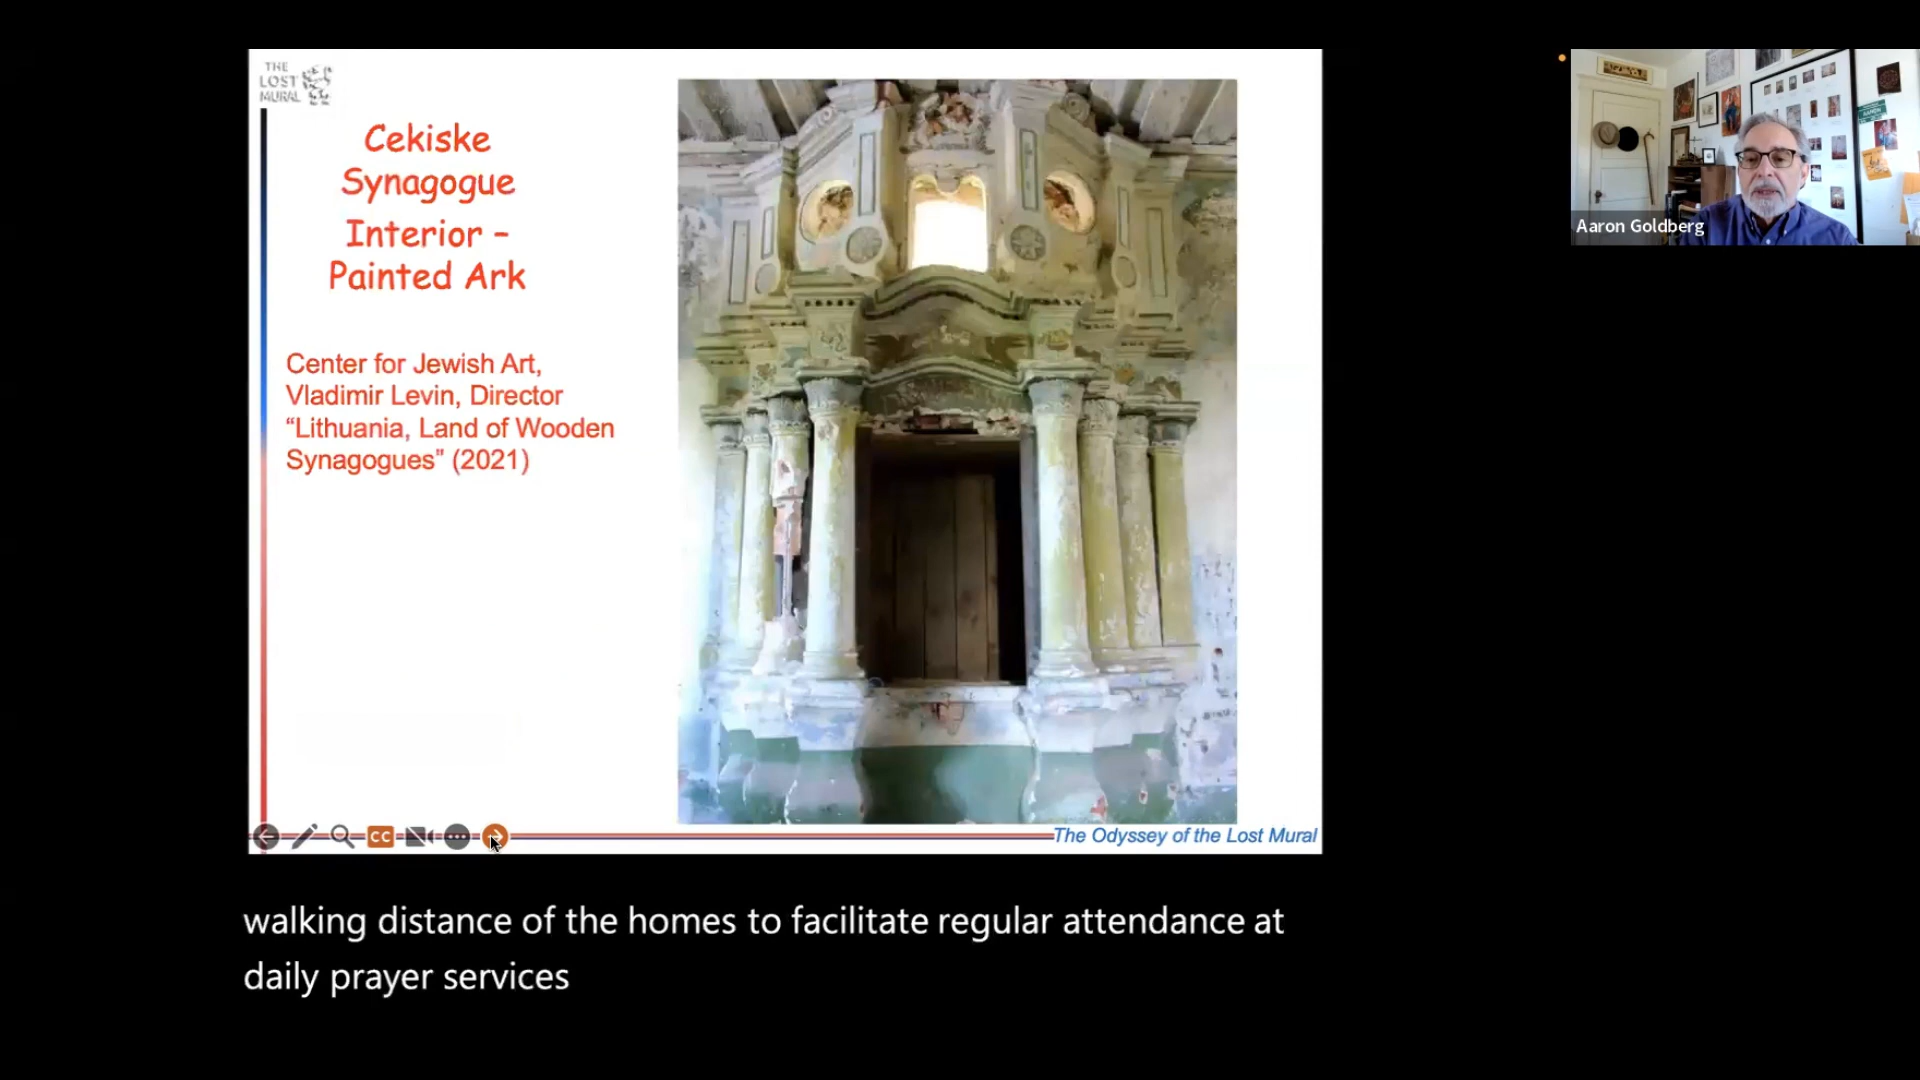 THE
LOST
MURAL
Cekiske
Synagogue
Interior –
Painted Ark
Center for Jewish Art,
Vladimir Levin, Director
“Lithuania, Land of Wooden
Synagogues” (2021)
CC
The Odyssey of the Lost Mural
Aaron Goldberg
walking distance of the homes to facilitate regular attendance at
daily prayer services